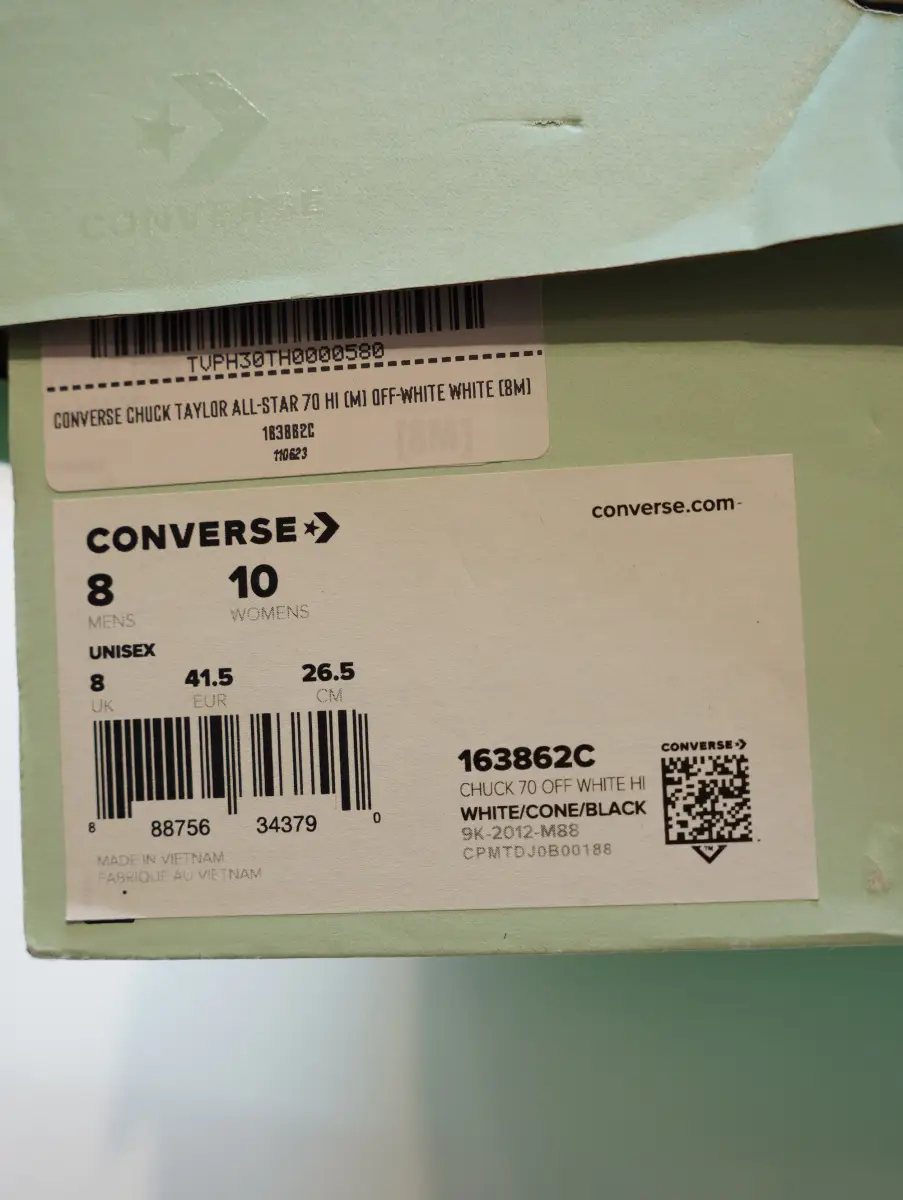 CONVERSE
TVPH30TH0000580
CONVERSE CHUCK TAYLOR ALL-STAR 70 HI (M) OFF-WHITE WHITE (8M)
163862C
110623
(8M)
CONVERSE
converse.com
8 10
MENS WOMENS
UNISEX
8 41.5 26.5
UK EUR CM
8 88756 34379 0
MADE IN VIETNAM
FABRIQUE AU VIETNAM
163862C
CHUCK 70 OFF WHITE HI
WHITE/CONE/BLACK
9K-2012-M88
CPMTDJ0B00188
CONVERSE
TM